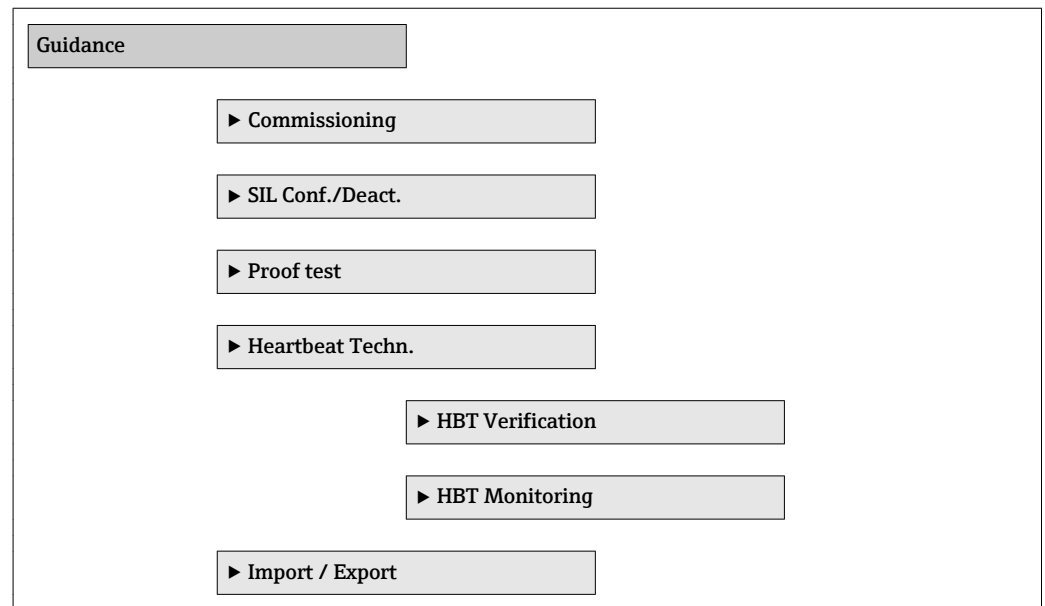 Guidance
▶ Commissioning
▶ SIL Conf./Deact.
▶ Proof test
▶ Heartbeat Techn.
▶ HBT Verification
▶ HBT Monitoring
▶ Import / Export